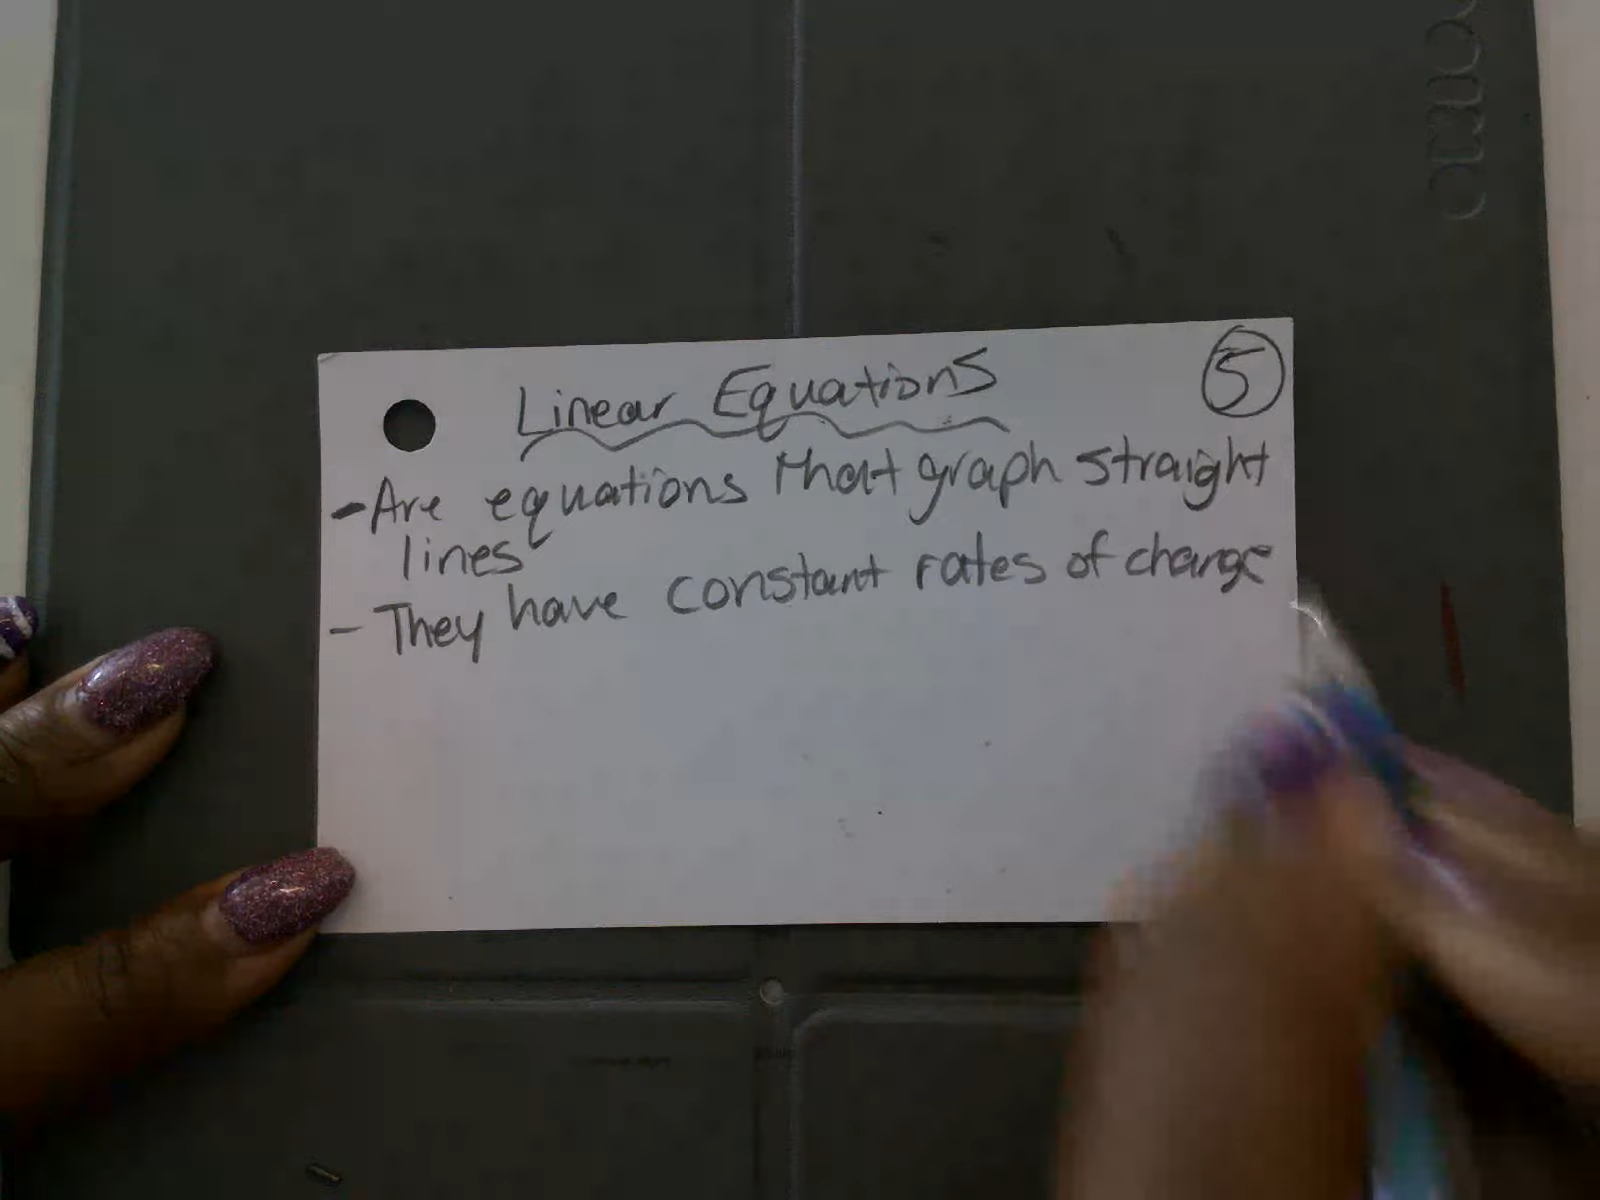 Linear Equations
5
-Are equations that graph straight
lines
- They have constant rates of change